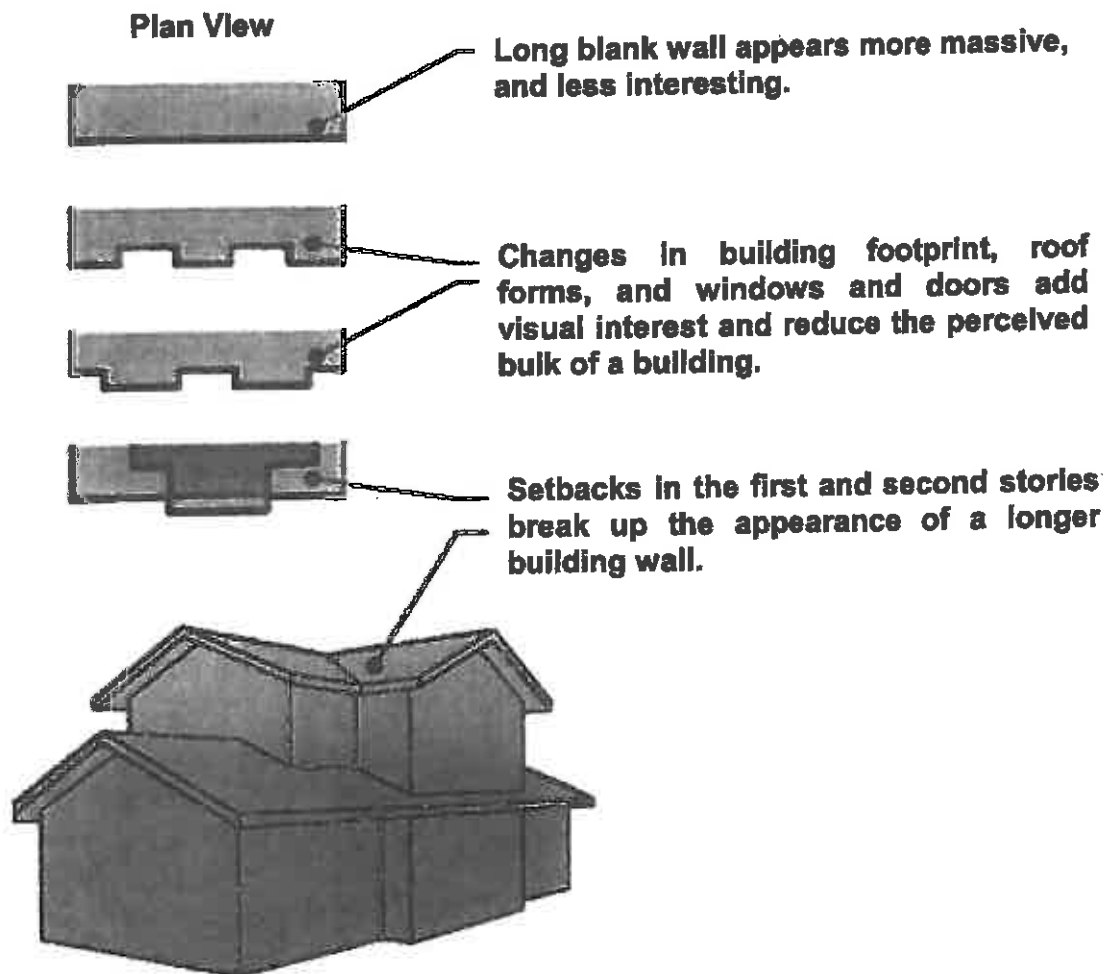 Plan View
Long blank wall appears more massive,
and less interesting.
Changes in building footprint, roof
forms, and windows and doors add
visual interest and reduce the perceived
bulk of a building.
Setbacks in the first and second stories
break up the appearance of a longer
building wall.